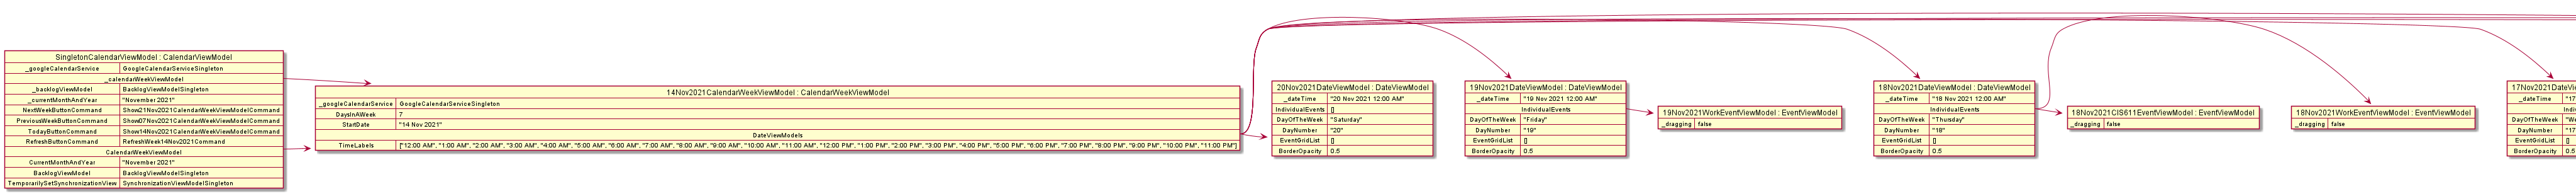 SingletonCalendarViewModel : CalendarViewModel
_googleCalendarService GoogleCalendarServiceSingleton
_calendarWeekViewModel
_backlogViewModel BacklogViewModelSingleton
_currentMonthAndYear "November 2021"
NextWeekButtonCommand Show21Nov2021CalendarWeekViewModelCommand
PreviousWeekButtonCommand Show07Nov2021CalendarWeekViewModelCommand
TodayButtonCommand Show14Nov2021CalendarWeekViewModelCommand
RefreshButtonCommand RefreshWeek14Nov2021Command
CalendarWeekViewModel
CurrentMonthAndYear "November 2021"
BacklogViewModel BacklogViewModelSingleton
TemporarilySetSynchronizationView SynchronizationViewModelSingleton
14Nov2021CalendarWeekViewModel : CalendarWeekViewModel
_googleCalendarService GoogleCalendarServiceSingleton
DaysInAWeek 7
StartDate "14 Nov 2021"
DateViewModels
TimeLabels ["12:00 AM", "1:00 AM", "2:00 AM", "3:00 AM", "4:00 AM", "5:00 AM", "6:00 AM", "7:00 AM", "8:00 AM", "9:00 AM", "10:00 AM", "11:00 AM", "12:00 PM", "1:00 PM", "2:00 PM", "3:00 PM", "4:00 PM", "5:00 PM", "6:00 PM", "7:00 PM", "8:00 PM", "9:00 PM", "10:00 PM", "11:00 PM"]
20Nov2021DateViewModel : DateViewModel
_dateTime "20 Nov 2021 12:00 AM"
IndividualEvents []
DayOfTheWeek "Saturday"
DayNumber "20"
EventGridList []
BorderOpacity 0.5
19Nov2021DateViewModel : DateViewModel
_dateTime "19 Nov 2021 12:00 AM"
IndividualEvents
DayOfTheWeek "Friday"
DayNumber "19"
EventGridList []
BorderOpacity 0.5
19Nov2021WorkEventViewModel : EventViewModel
_dragging false
18Nov2021DateViewModel : DateViewModel
_dateTime "18 Nov 2021 12:00 AM"
IndividualEvents
DayOfTheWeek "Thusday"
DayNumber "18"
EventGridList []
BorderOpacity 0.5
18Nov2021CIS611EventViewModel : EventViewModel
_dragging false
18Nov2021WorkEventViewModel : EventViewModel
_dragging false
17Nov2021DateVi
_dateTime "17
Indiv
DayOfTheWeek "We
DayNumber "17
EventGridList []
BorderOpacity 0.5